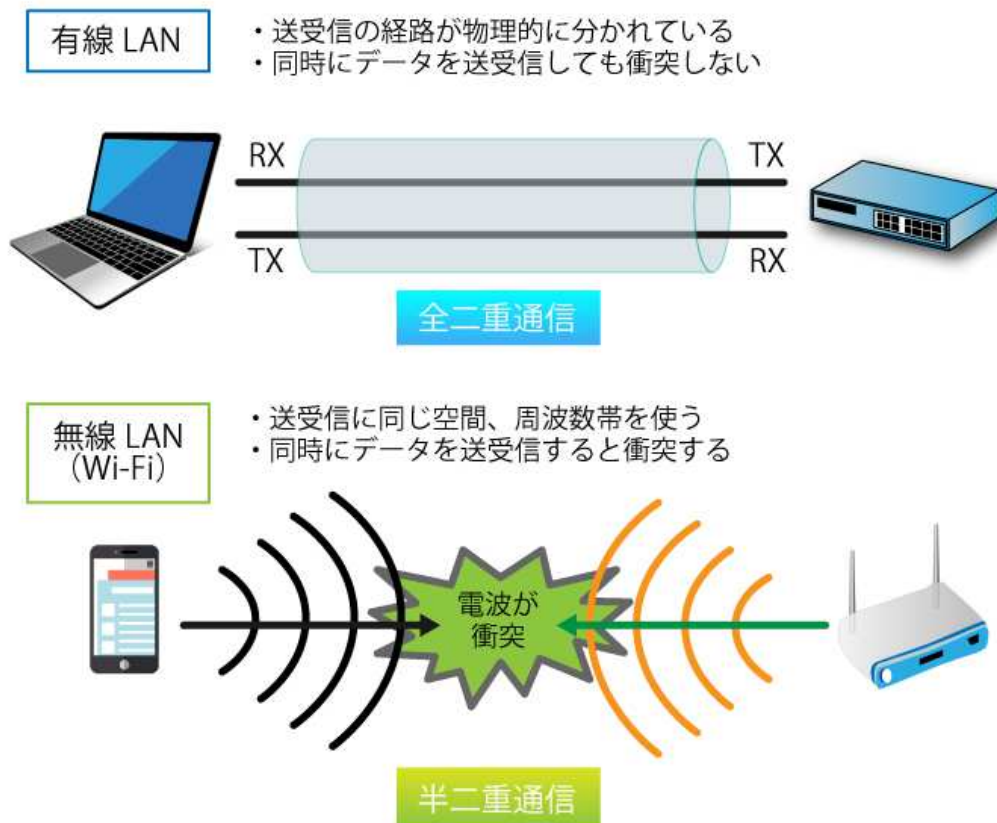 有線 LAN
・送受信の経路が物理的に分かれている
・同時にデータを送受信しても衝突しない
RX
TX
TX
RX
全二重通信
無線 LAN
（Wi-Fi）
・送受信に同じ空間、周波数帯を使う
・同時にデータを送受信すると衝突する
電波が
衝突
半二重通信